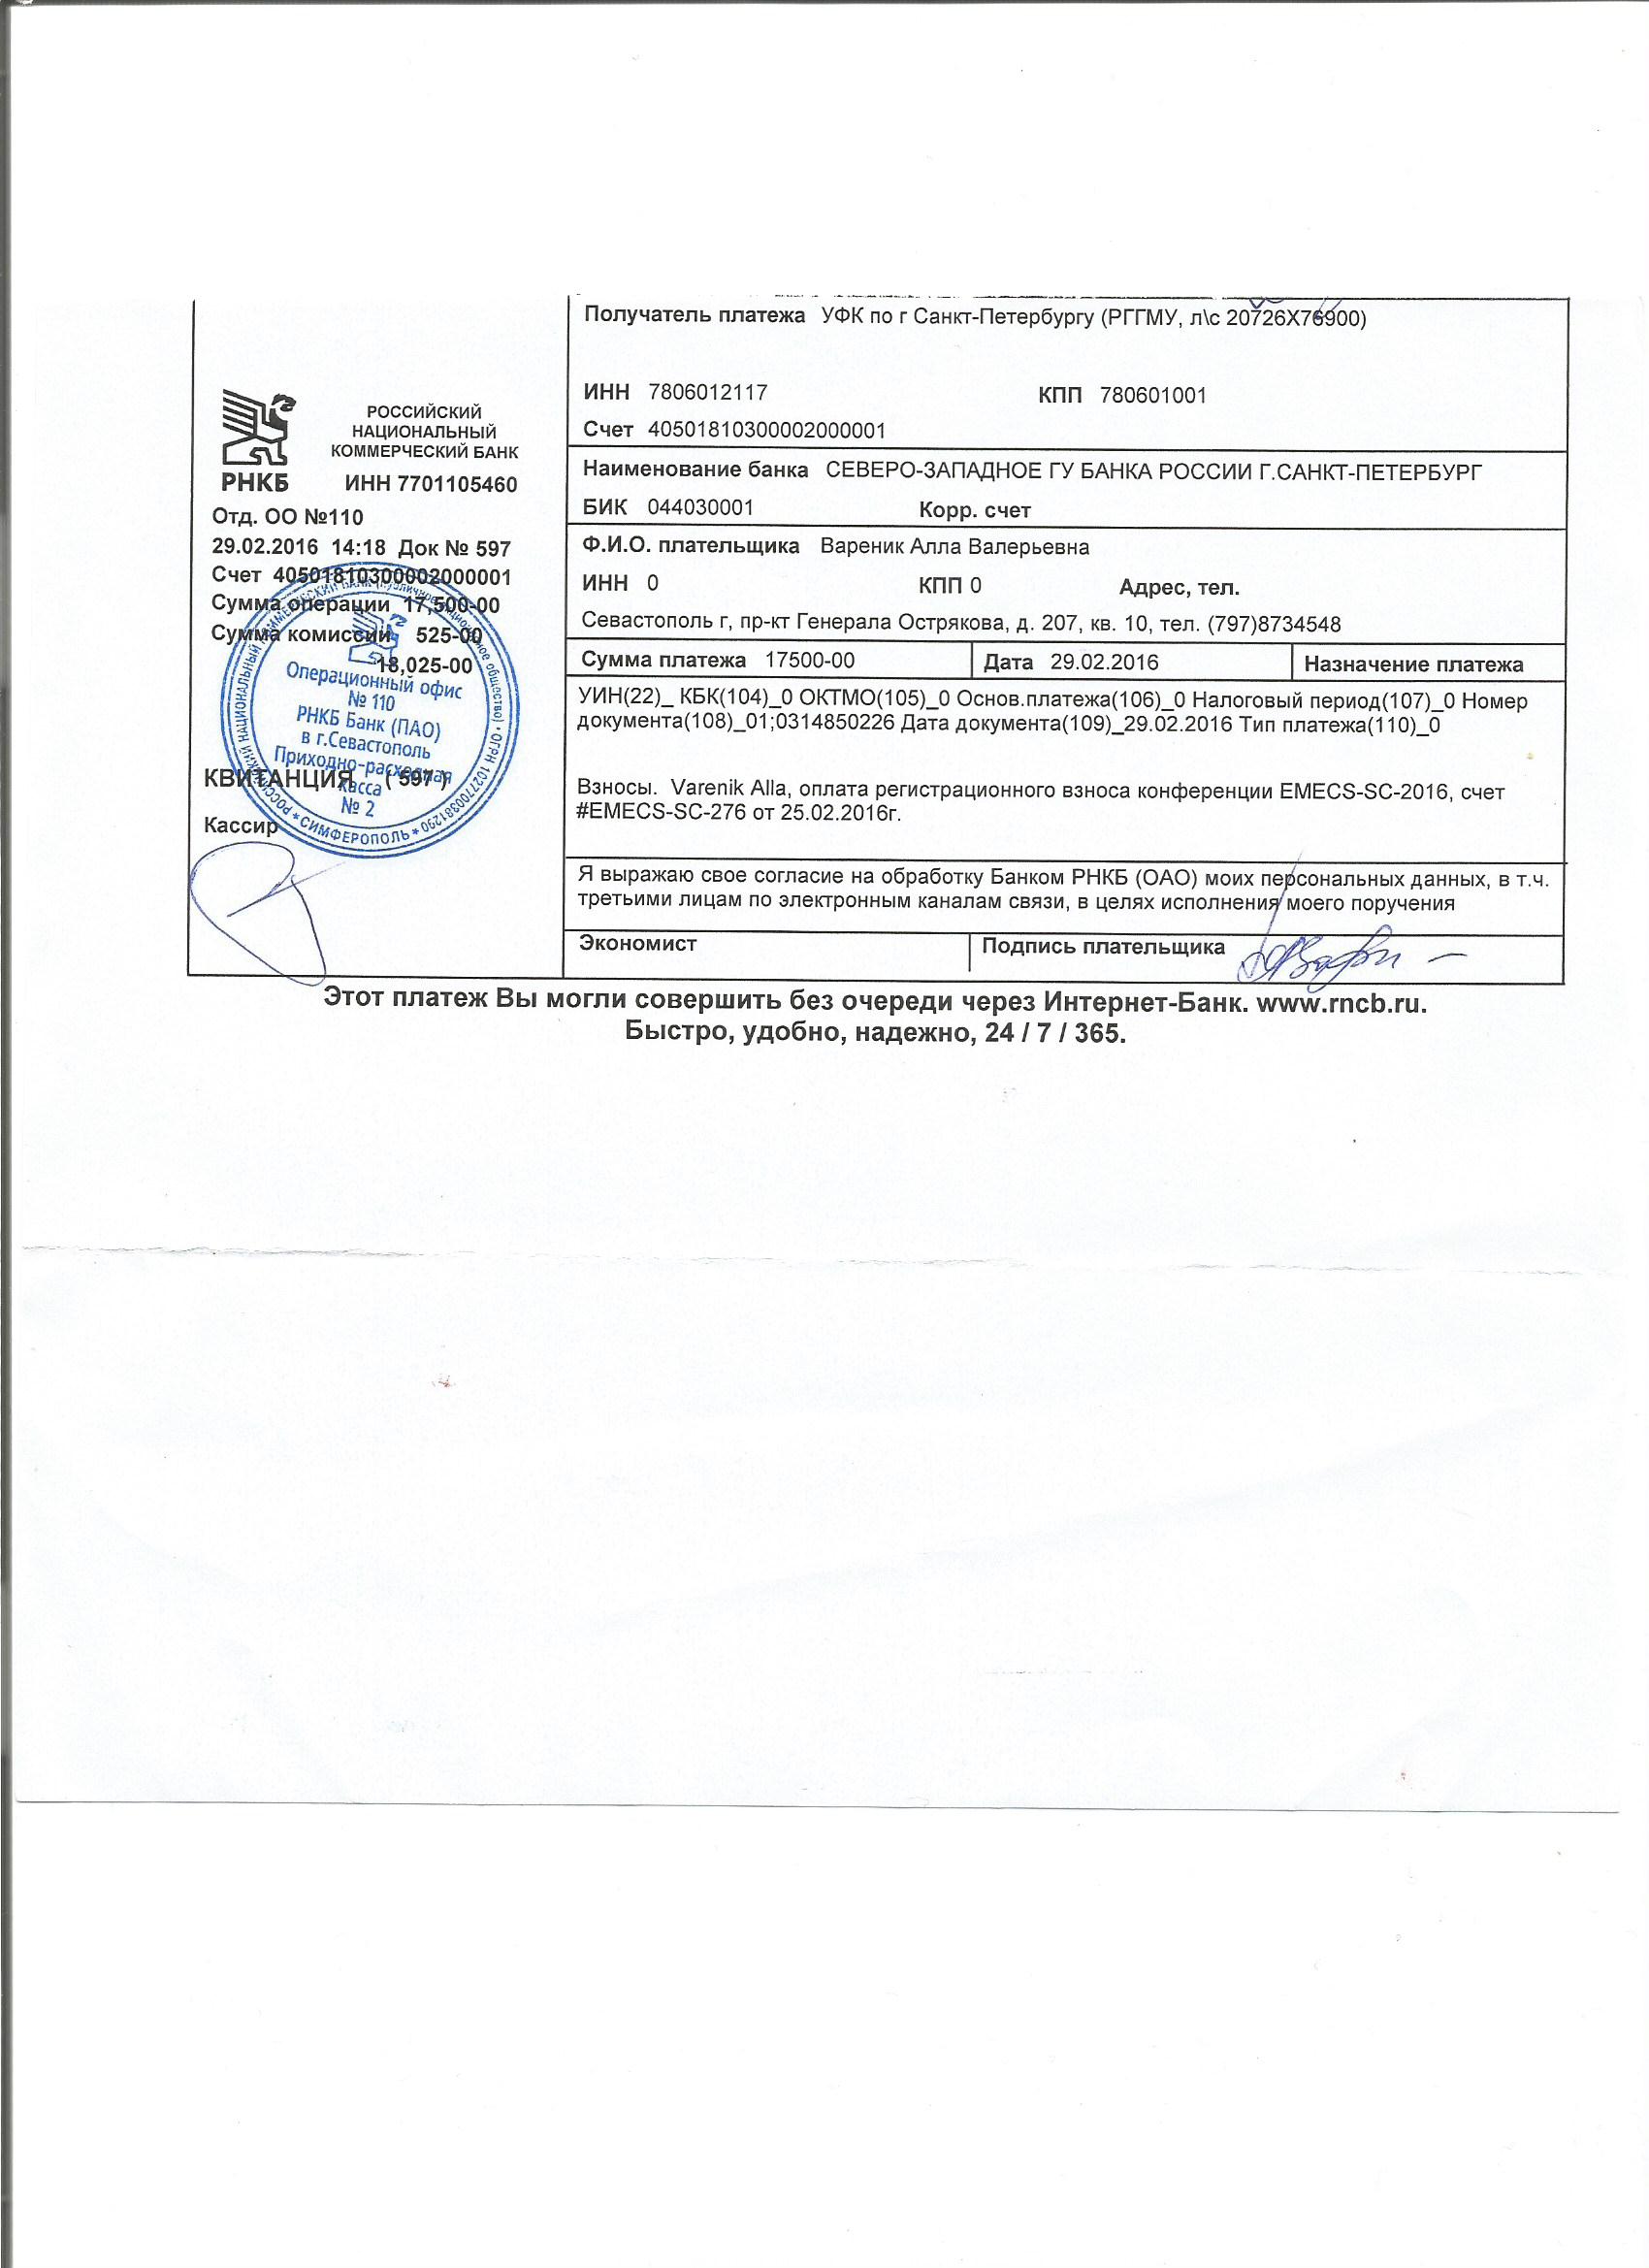 РОССИЙСКИЙ
НАЦИОНАЛЬНЫЙ
КОММЕРЧЕСКИЙ БАНК
РНКБ ИНН 7701105460
Отд. ОО №110
29.02.2016 14:18 Док № 597
Счет 40501810300002000001
Сумма операции 17,500-00
Сумма комиссии 525-00
18,025-00
Операционный офис
№ 110
РНКБ Банк (ПАО)
в г.Севастополь
Приходно-расходная
касса
№ 2
СИМФЕРОПОЛЬ
КВИТАНЦИЯ ( 597 )
Кассир
Получатель платежа УФК по г Санкт-Петербургу (РГГМУ, л\с 20726Х76900)
ИНН 7806012117 КПП 780601001
Счет 40501810300002000001
Наименование банка СЕВЕРО-ЗАПАДНОЕ ГУ БАНКА РОССИИ Г.САНКТ-ПЕТЕРБУРГ
БИК 044030001 Корр. счет
Ф.И.О. плательщика Вареник Алла Валерьевна
ИНН 0 КПП 0 Адрес, тел.
Севастополь г, пр-кт Генерала Острякова, д. 207, кв. 10, тел. (797)8734548
Сумма платежа 17500-00 Дата 29.02.2016 Назначение платежа
УИН(22)_ КБК(104)_0 ОКТМО(105)_0 Основ.платежа(106)_0 Налоговый период(107)_0 Номер
документа(108)_01;0314850226 Дата документа(109)_29.02.2016 Тип платежа(110)_0
Взносы. Varenik Alla, оплата регистрационного взноса конференции EMECS-SC-2016, счет
#EMECS-SC-276 от 25.02.2016г.
Я выражаю свое согласие на обработку Банком РНКБ (ОАО) моих персональных данных, в т.ч.
третьими лицам по электронным каналам связи, в целях исполнения моего поручения
Экономист Подпись плательщика
Этот платеж Вы могли совершить без очереди через Интернет-Банк. www.rncb.ru.
Быстро, удобно, надежно, 24 / 7 / 365.